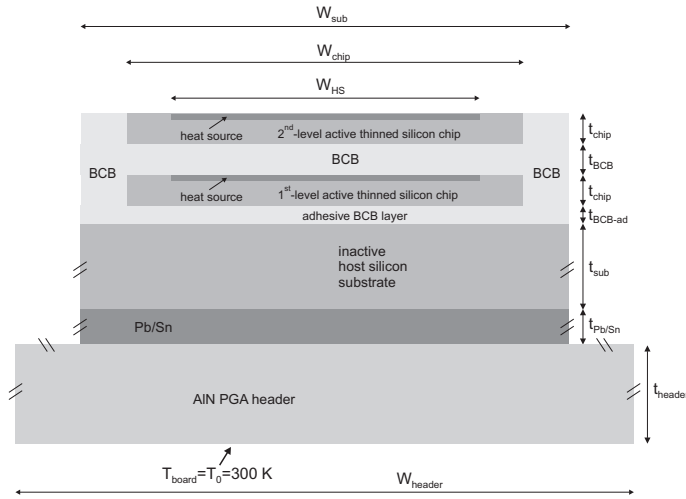 W_sub
W_chip
W_HS
heat source
2nd-level active thinned silicon chip
t_chip
BCB
BCB
BCB
t_BCB
heat source
1st-level active thinned silicon chip
t_chip
adhesive BCB layer
t_BCB-ad
inactive
host silicon
substrate
t_sub
Pb/Sn
t_Pb/Sn
AlN PGA header
t_header
T_board=T_0=300 K
W_header